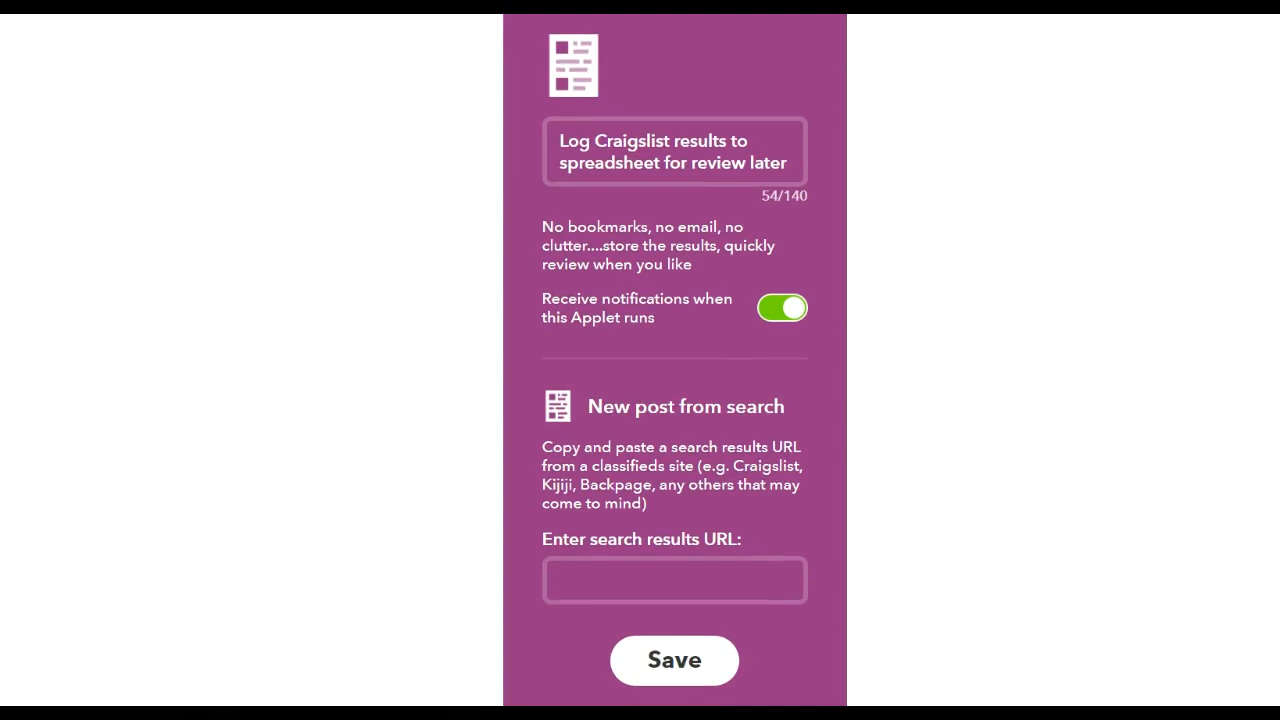 Log Craigslist results to
spreadsheet for review later
54/140
No bookmarks, no email, no
clutter....store the results, quickly
review when you like
Receive notifications when
this Applet runs
New post from search
Copy and paste a search results URL
from a classifieds site (e.g. Craigslist,
Kijiji, Backpage, any others that may
come to mind)
Enter search results URL:
Save